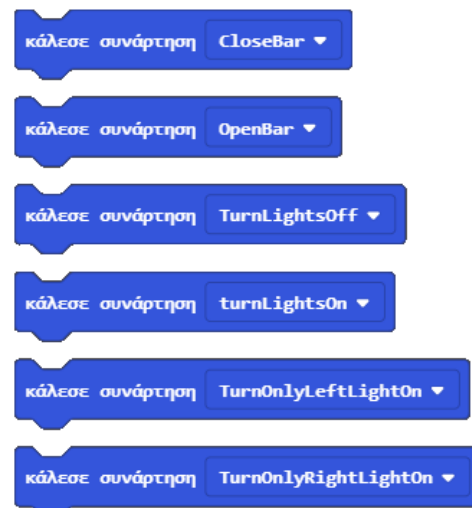 κάλεσε συνάρτηση CloseBar
κάλεσε συνάρτηση OpenBar
κάλεσε συνάρτηση TurnLightsOff
κάλεσε συνάρτηση turnLightsOn
κάλεσε συνάρτηση TurnOnlyLeftLightOn
κάλεσε συνάρτηση TurnOnlyRightLightOn